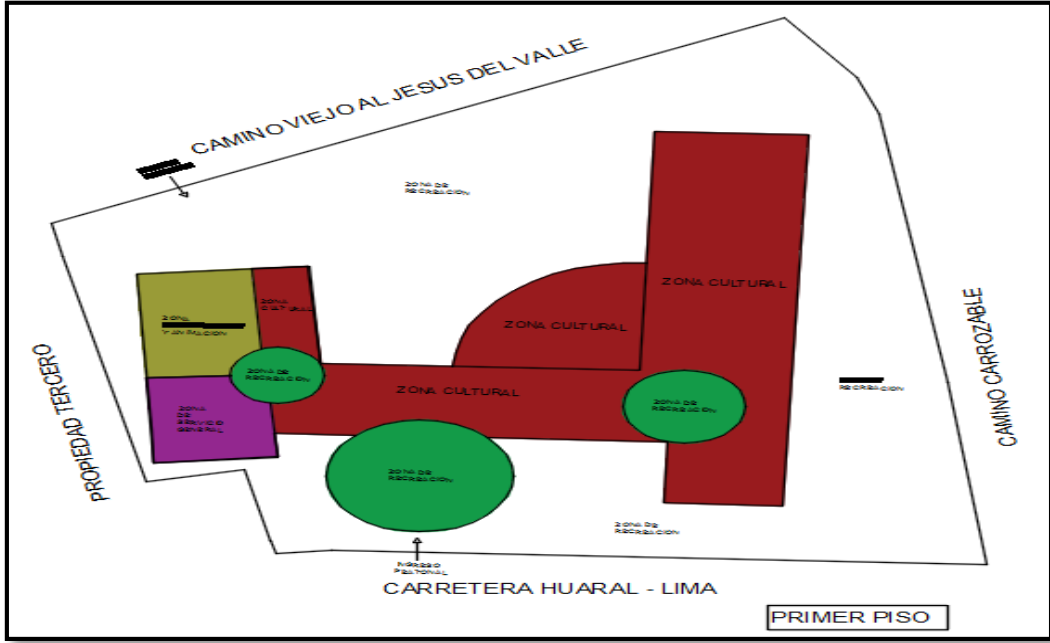 CAMINO VIEJO AL JESUS DEL VALLE
ZONA DE
RECREACION
ZONA CULTURAL
ZONA
CULTURAL
ZONA CULTURAL
ZONA
Y
ZONA DE
RECREACION
ZONA CULTURAL
ZONA DE
RECREACION
RECREACION
ZONA
DE
SERVICIO
GENERAL
PROPIEDAD TERCERO
CAMINO CARROZABLE
ZONA DE
RECREACION
ZONA DE
RECREACION
INGRESO
PEATONAL
CARRETERA HUARAL - LIMA
PRIMER PISO